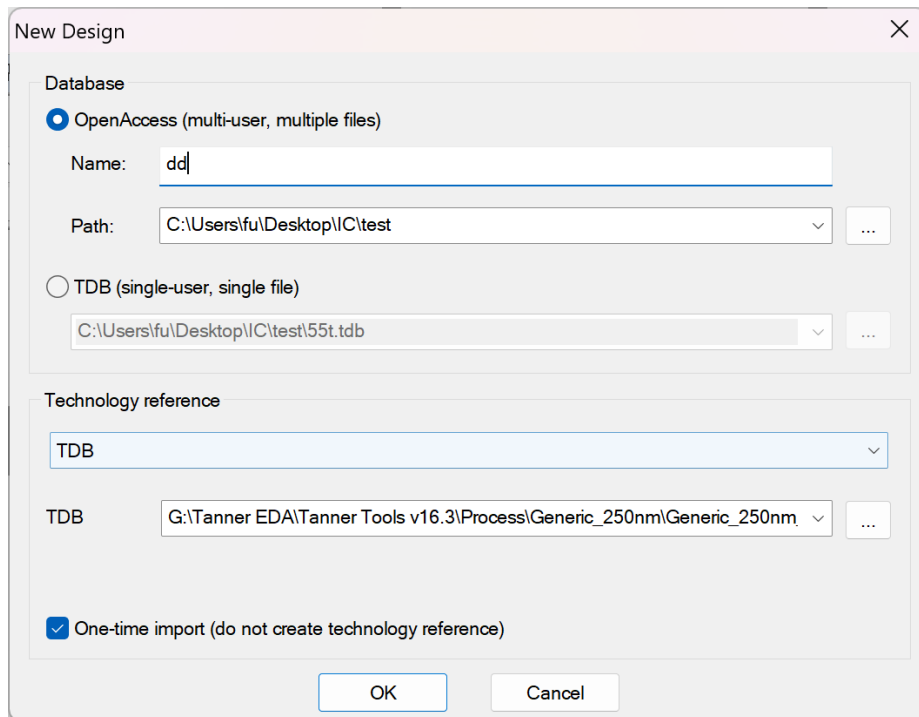 New Design
Database
OpenAccess (multi-user, multiple files)
Name: dd
Path: C:\Users\fu\Desktop\IC\test ...
TDB (single-user, single file)
C:\Users\fu\Desktop\IC\test\55t.tdb ...
Technology reference
TDB
TDB G:\Tanner EDA\Tanner Tools v16.3\Process\Generic_250nm\Generic_250nm_ ...
One-time import (do not create technology reference)
OK Cancel